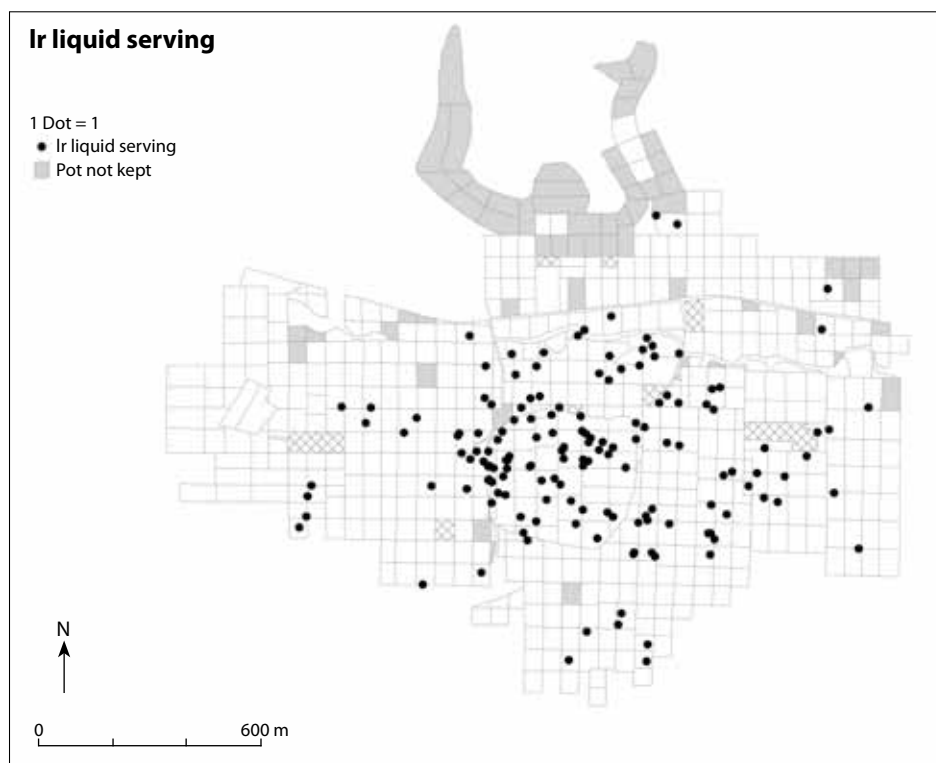 Ir liquid serving
1 Dot = 1
Ir liquid serving
Pot not kept
N
0 600 m